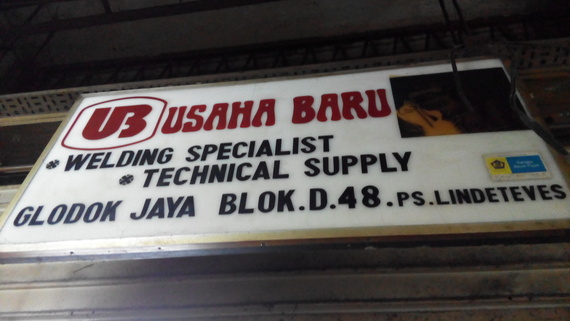 UB USAHA BARU
* WELDING SPECIALIST
* TECHNICAL SUPPLY
GLODOK JAYA BLOK.D.48.PS.LINDETEVES